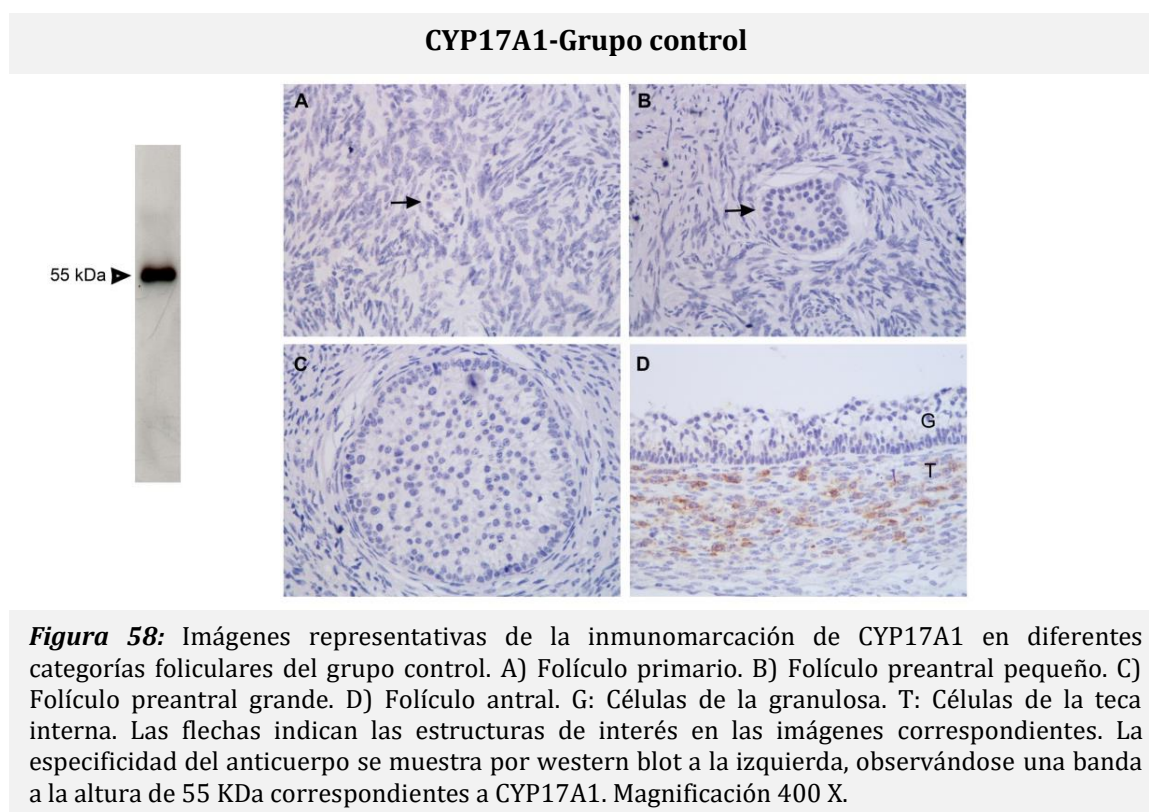 CYP17A1-Grupo control
A
B
55 kDa
C
D
G
T
Figura 58: Imágenes representativas de la inmunomarcación de CYP17A1 en diferentes
categorías foliculares del grupo control. A) Folículo primario. B) Folículo preantral pequeño. C)
Folículo preantral grande. D) Folículo antral. G: Células de la granulosa. T: Células de la teca
interna. Las flechas indican las estructuras de interés en las imágenes correspondientes. La
especificidad del anticuerpo se muestra por western blot a la izquierda, observándose una banda
a la altura de 55 KDa correspondientes a CYP17A1. Magnificación 400 X.